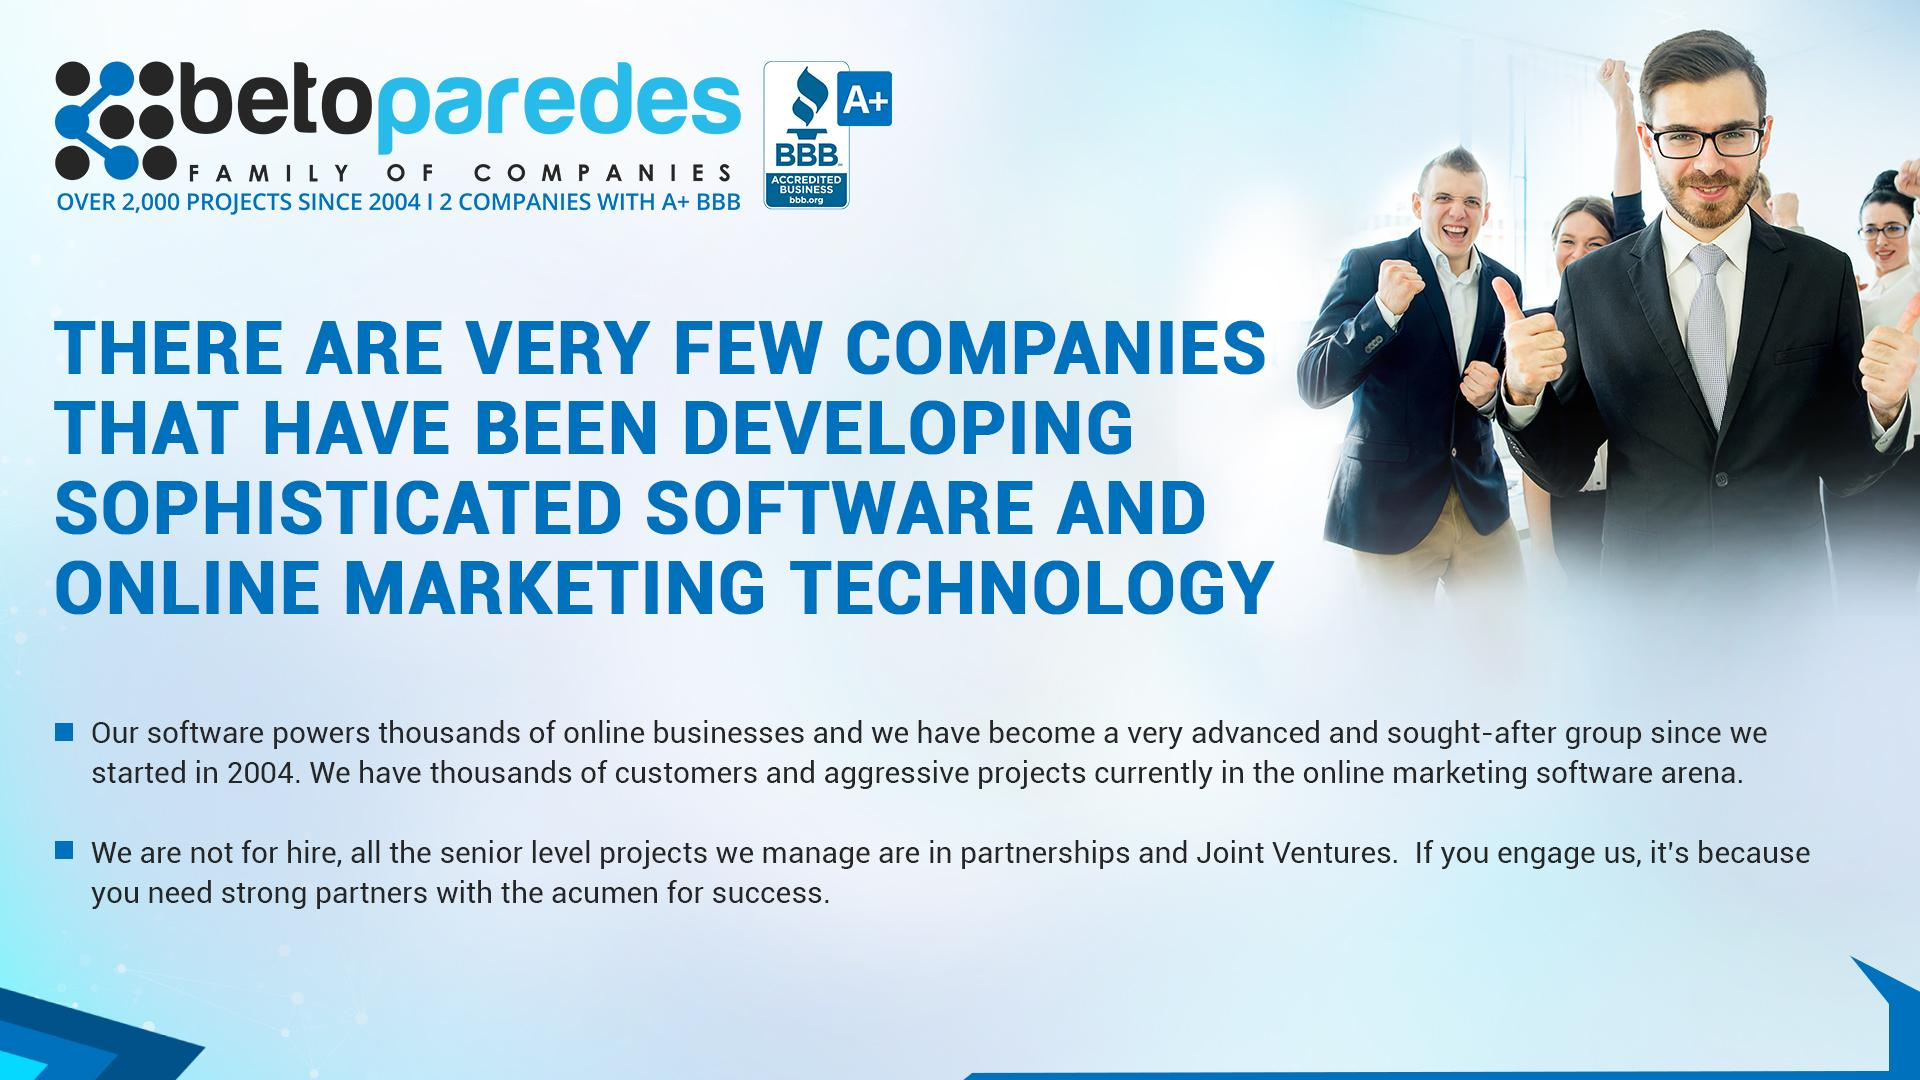 betoparedes
FAMILY OF COMPANIES
OVER 2,000 PROJECTS SINCE 2004 I 2 COMPANIES WITH A+ BBB
A+
BBB
ACCREDITED
BUSINESS
bbb.org
THERE ARE VERY FEW COMPANIES
THAT HAVE BEEN DEVELOPING
SOPHISTICATED SOFTWARE AND
ONLINE MARKETING TECHNOLOGY
Our software powers thousands of online businesses and we have become a very advanced and sought-after group since we
started in 2004. We have thousands of customers and aggressive projects currently in the online marketing software arena.
We are not for hire, all the senior level projects we manage are in partnerships and Joint Ventures.  If you engage us, it's because
you need strong partners with the acumen for success.